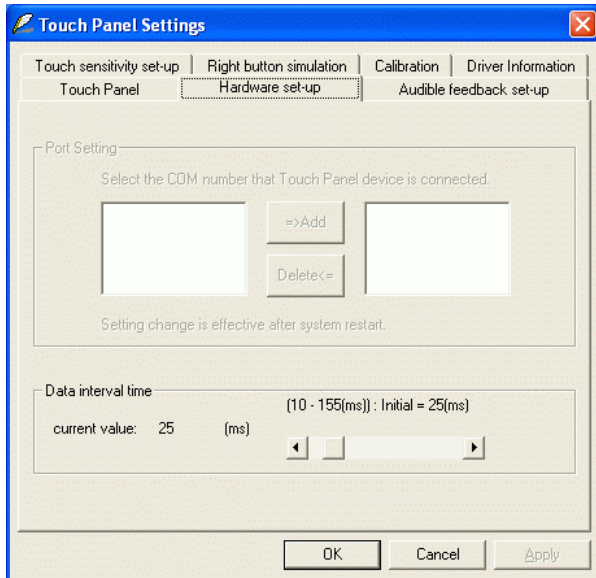 Touch Panel Settings
Touch sensitivity set-up Right button simulation Calibration Driver Information
Touch Panel Hardware set-up Audible feedback set-up
Port Setting
Select the COM number that Touch Panel device is connected.
=>Add
Delete<=
Setting change is effective after system restart.
Data interval time
(10 - 155(ms)) : Initial = 25(ms)
current value: 25 (ms)
OK Cancel Apply